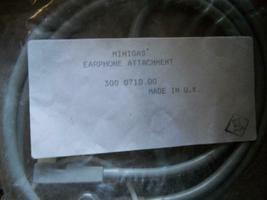 MINIGAS'
EARPHONE ATTACHMENT
300 0710.00
MADE IN U.K.